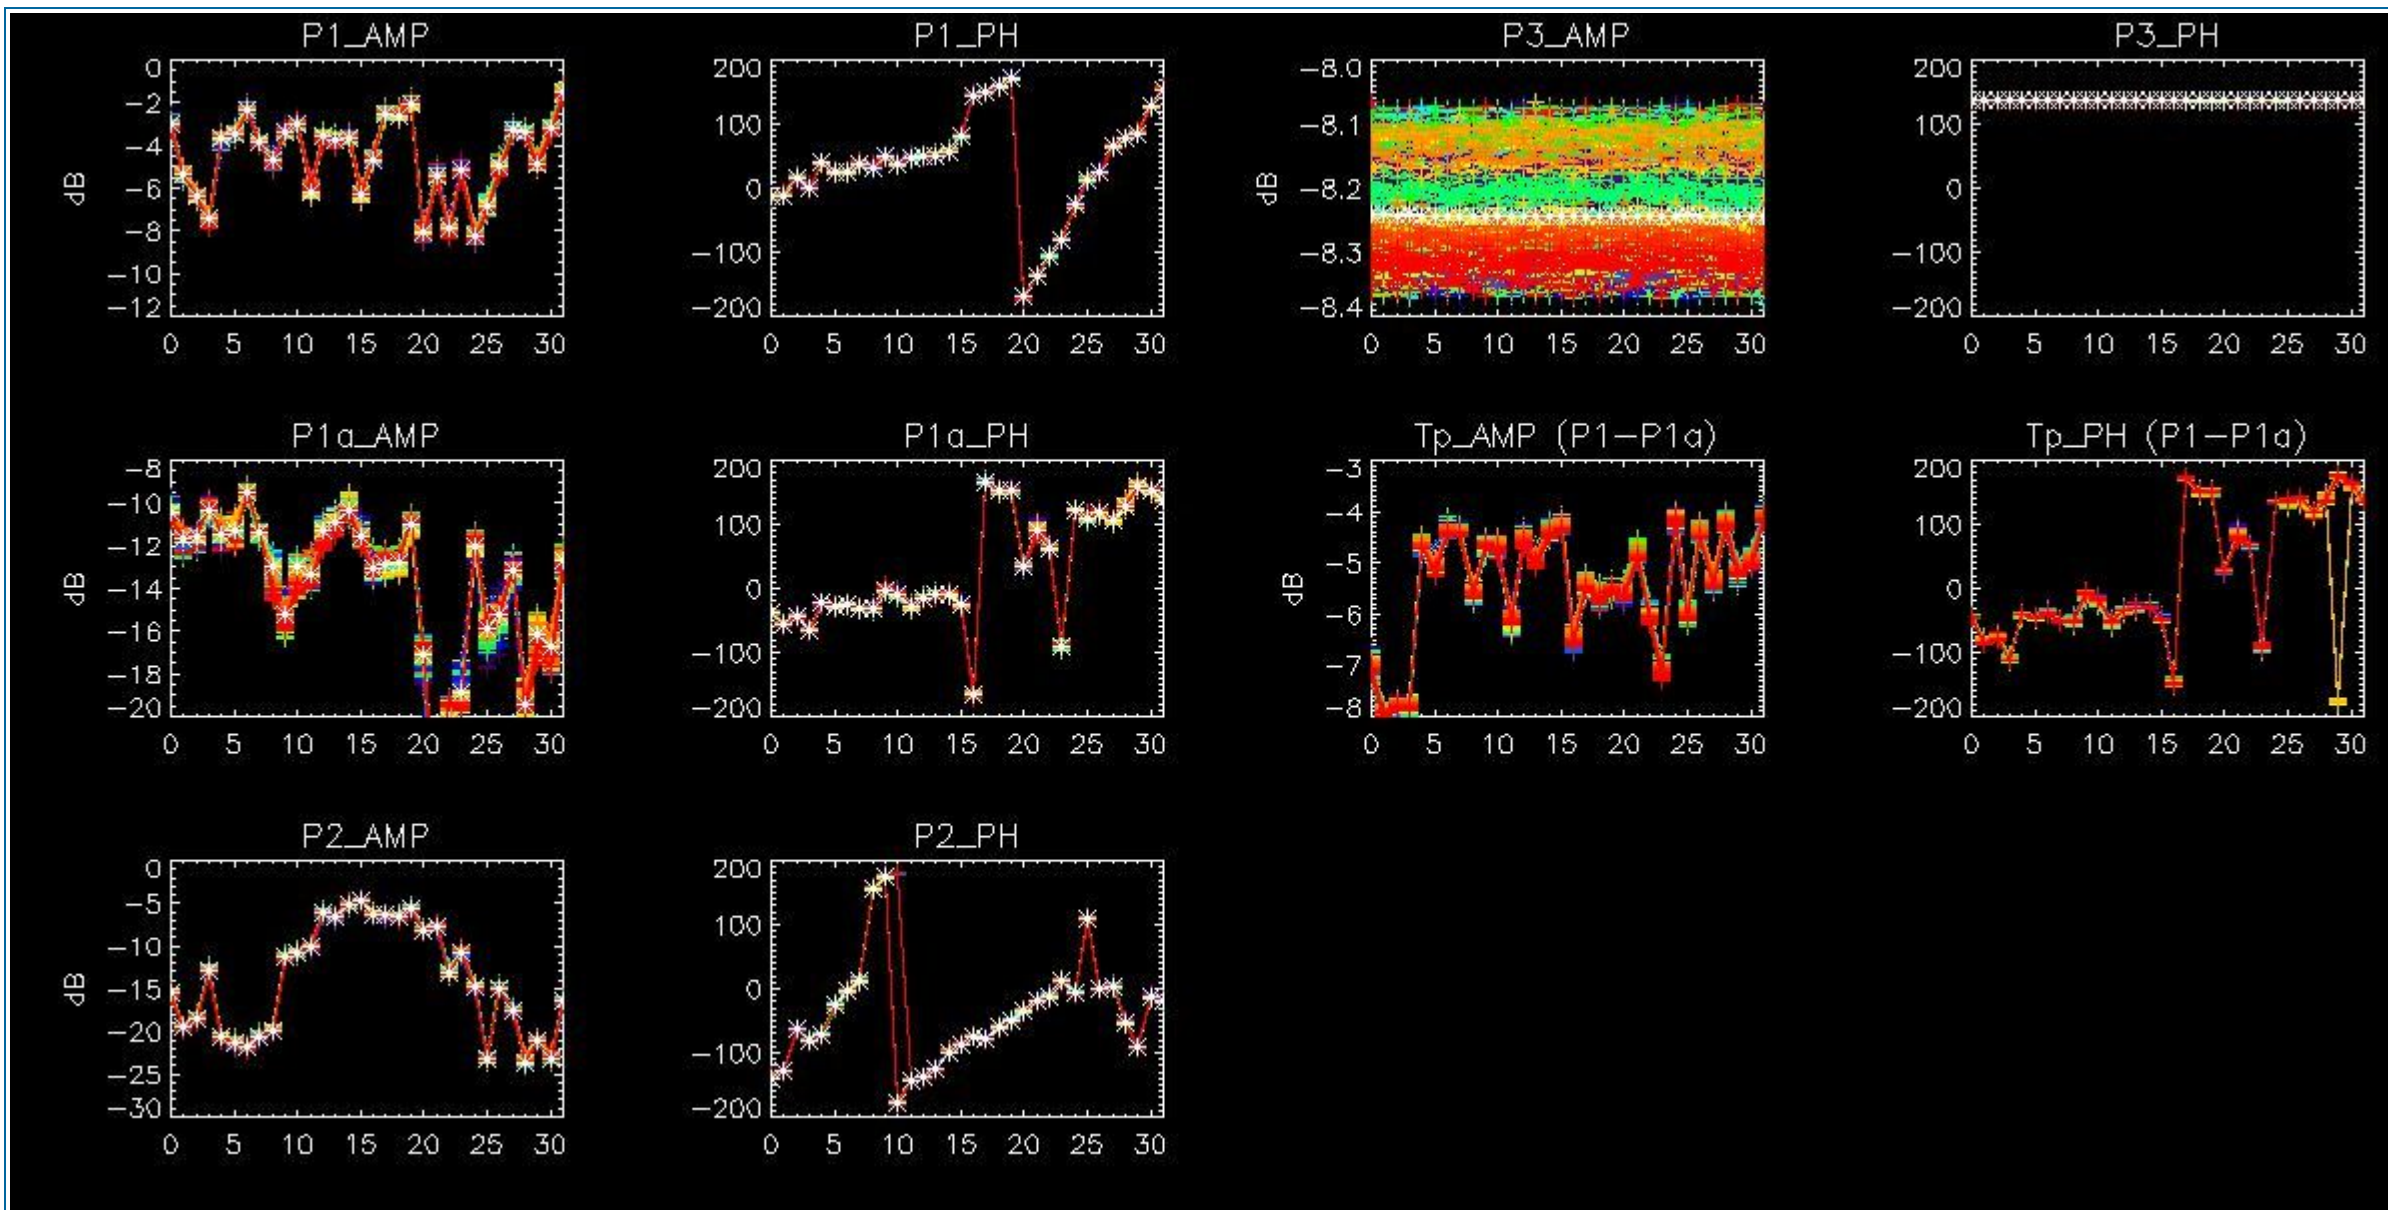 P1_AMP
P1_PH
P3_AMP
P3_PH
0
−2
−4
−6
−8
−10
−12
dB
0 5 10 15 20 25 30
200
100
0
−100
−200
0 5 10 15 20 25 30
−8.0
−8.1
−8.2
−8.3
−8.4
dB
0 5 10 15 20 25 30
200
100
0
−100
−200
0 5 10 15 20 25 30
P1a_AMP
P1a_PH
Tp_AMP (P1−P1a)
Tp_PH (P1−P1a)
−8
−10
−12
−14
−16
−18
−20
dB
0 5 10 15 20 25 30
200
100
0
−100
−200
0 5 10 15 20 25 30
−3
−4
−5
−6
−7
−8
dB
0 5 10 15 20 25 30
200
100
0
−100
−200
0 5 10 15 20 25 30
P2_AMP
P2_PH
0
−5
−10
−15
−20
−25
−30
dB
0 5 10 15 20 25 30
200
100
0
−100
−200
0 5 10 15 20 25 30